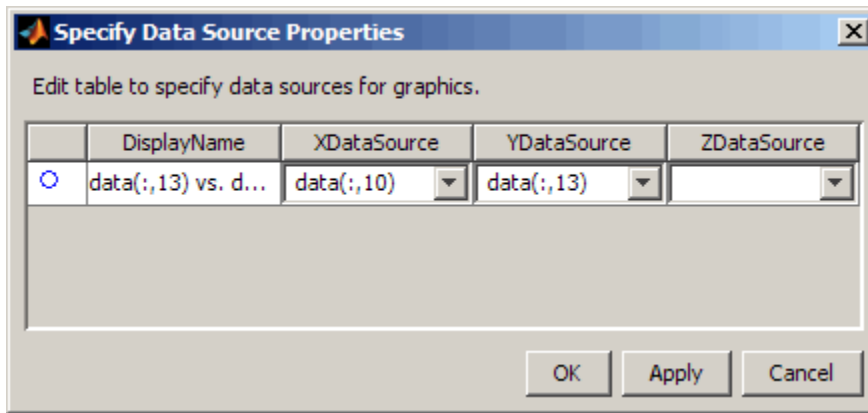 Specify Data Source Properties
Edit table to specify data sources for graphics.
DisplayName XDataSource YDataSource ZDataSource
data(:,13) vs. d... data(:,10) data(:,13)
OK Apply Cancel